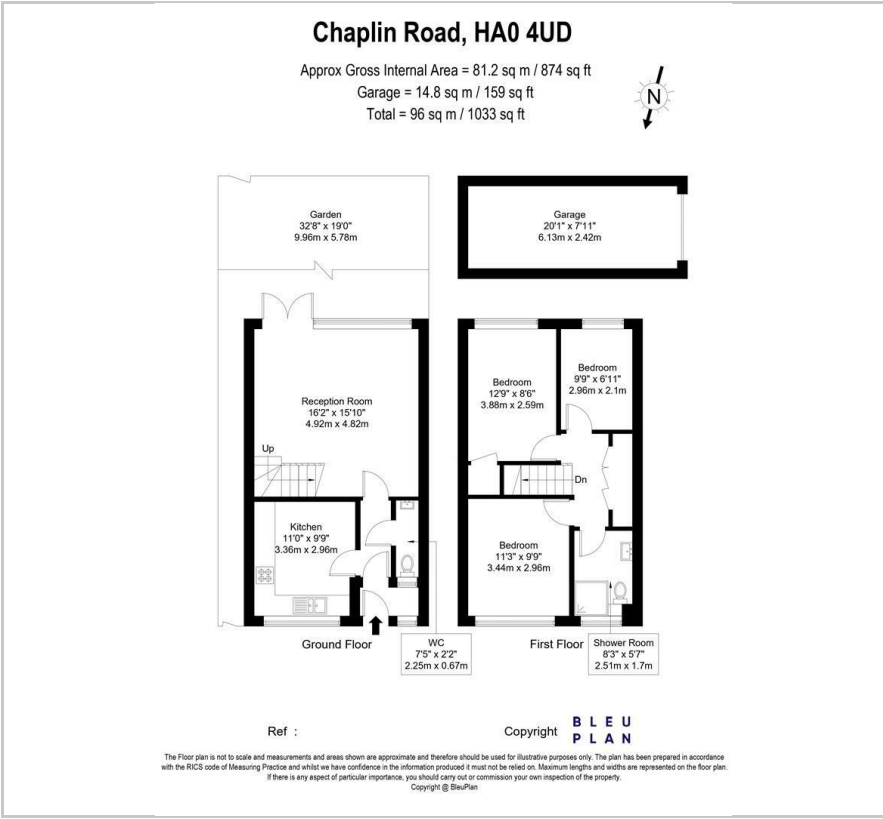 Chaplin Road, HA0 4UD
Approx Gross Internal Area = 81.2 sq m / 874 sq ft
Garage = 14.8 sq m / 159 sq ft
Total = 96 sq m / 1033 sq ft
N
Garden
32'8" x 19'0"
9.96m x 5.78m
Garage
20'1" x 7'11"
6.13m x 2.42m
Reception Room
16'2" x 15'10"
4.92m x 4.82m
Up
Kitchen
11'0" x 9'9"
3.36m x 2.96m
Ground Floor
WC
7'5" x 2'2"
2.25m x 0.67m
Bedroom
12'9" x 8'6"
3.88m x 2.59m
Bedroom
9'9" x 6'11"
2.96m x 2.1m
Dn
Bedroom
11'3" x 9'9"
3.44m x 2.96m
First Floor
Shower Room
8'3" x 5'7"
2.51m x 1.7m
Ref :
Copyright
BLEU
PLAN
The Floor plan is not to scale and measurements and areas shown are approximate and therefore should be used for illustrative purposes only. The plan has been prepared in accordance
with the RICS code of Measuring Practice and whilst we have confidence in the information produced it must not be relied on. Maximum lengths and widths are represented on the floor plan.
If there is any aspect of particular importance, you should carry out or commission your own inspection of the property.
Copyright @ BleuPlan